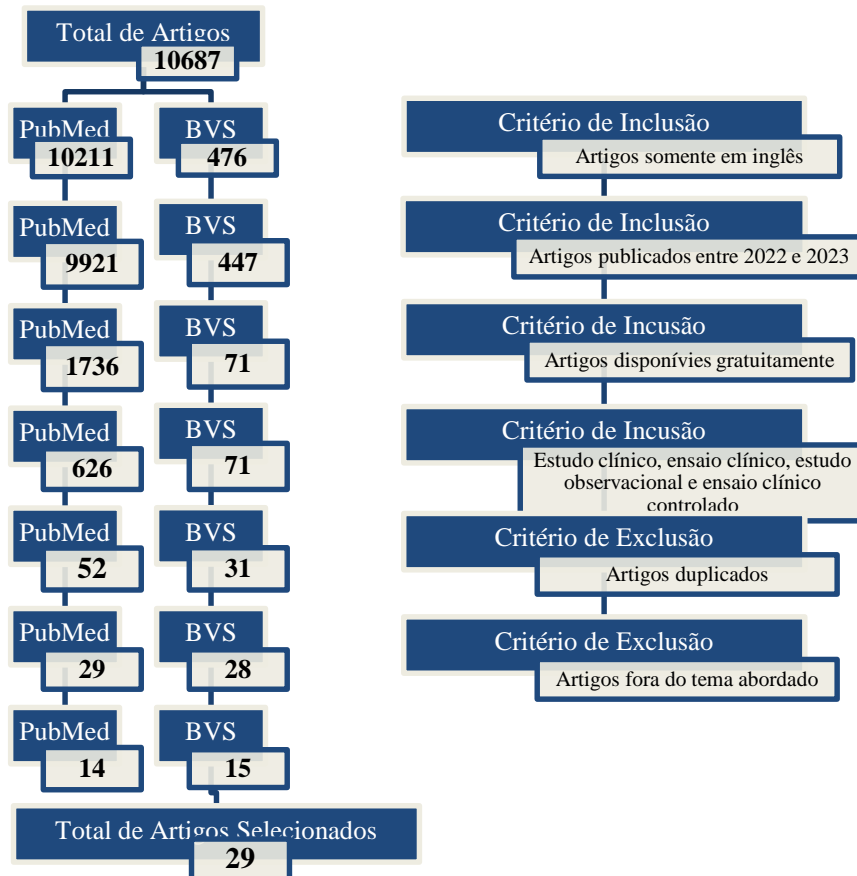 Total de Artigos
10687
PubMed
10211
BVS
476
PubMed
9921
BVS
447
PubMed
1736
BVS
71
PubMed
626
BVS
71
PubMed
52
BVS
31
PubMed
29
BVS
28
PubMed
14
BVS
15
Total de Artigos Selecionados
29
Critério de Inclusão
Artigos somente em inglês
Critério de Inclusão
Artigos publicados entre 2022 e 2023
Critério de Incusão
Artigos disponívies gratuitamente
Critério de Incusão
Estudo clínico, ensaio clínico, estudo
observacional e ensaio clínico
controlado
Critério de Exclusão
Artigos duplicados
Critério de Exclusão
Artigos fora do tema abordado